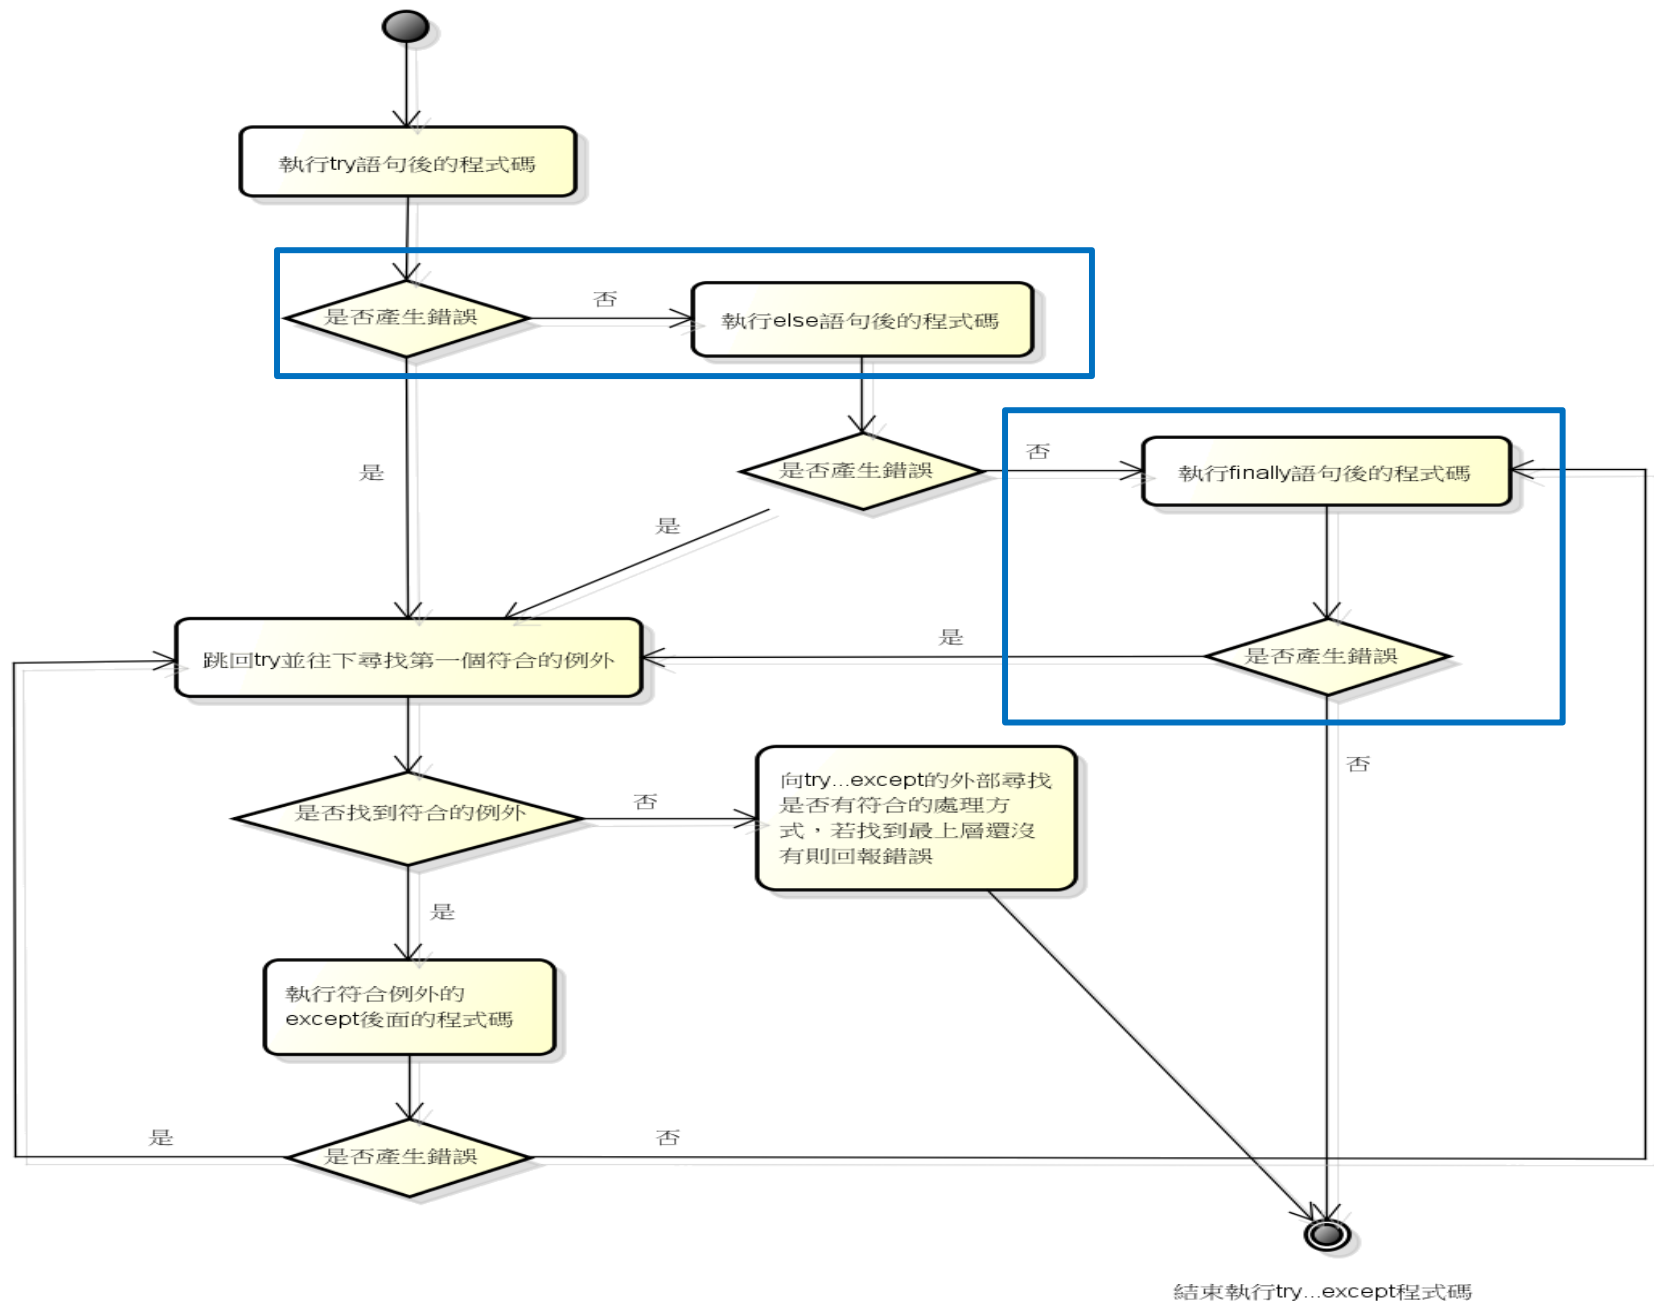 執行try語句後的程式碼
是否產生錯誤
否
執行else語句後的程式碼
是
是否產生錯誤
否
執行finally語句後的程式碼
是
跳回try並往下尋找第一個符合的例外
是
是否產生錯誤
否
是否找到符合的例外
否
向try...except的外部尋找
是否有符合的處理方
式，若找到最上層還沒
有則回報錯誤
是
執行符合例外的
except後面的程式碼
是
是否產生錯誤
否
結束執行try...except程式碼